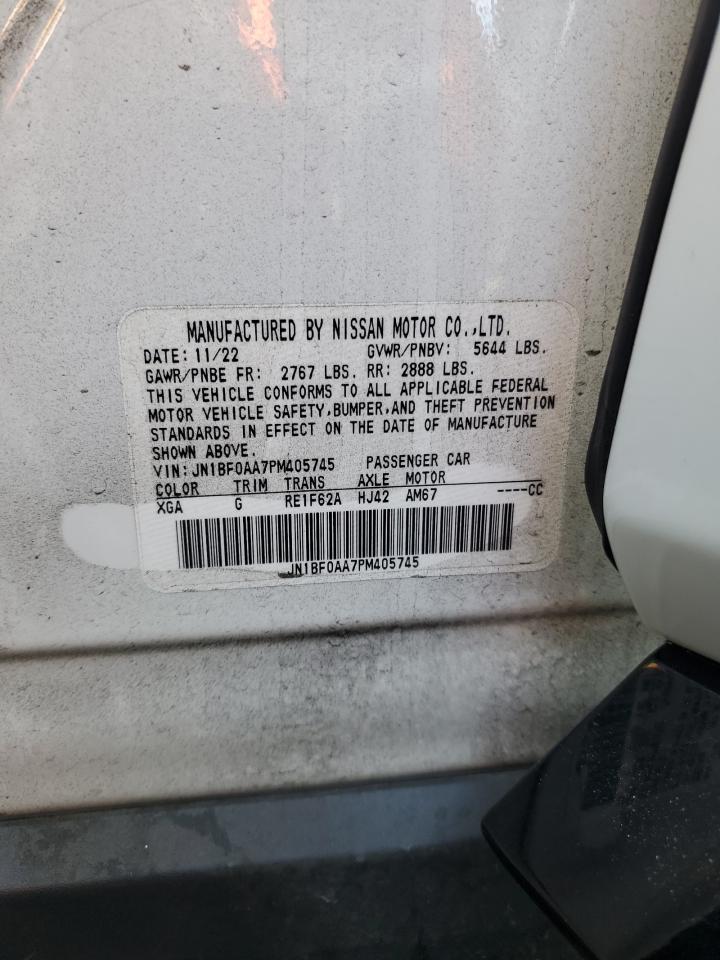 MANUFACTURED BY NISSAN MOTOR CO.,LTD.
DATE: 11/22 GVWR/PNBV: 5644 LBS.
GAWR/PNBE FR: 2767 LBS. RR: 2888 LBS.
THIS VEHICLE CONFORMS TO ALL APPLICABLE FEDERAL
MOTOR VEHICLE SAFETY,BUMPER,AND THEFT PREVENTION
STANDARDS IN EFFECT ON THE DATE OF MANUFACTURE
SHOWN ABOVE.
VIN: JN1BF0AA7PM405745 PASSENGER CAR
COLOR TRIM TRANS AXLE MOTOR
XGA G RE1F62A HJ42 AM67 ----CC
JN1BF0AA7PM405745